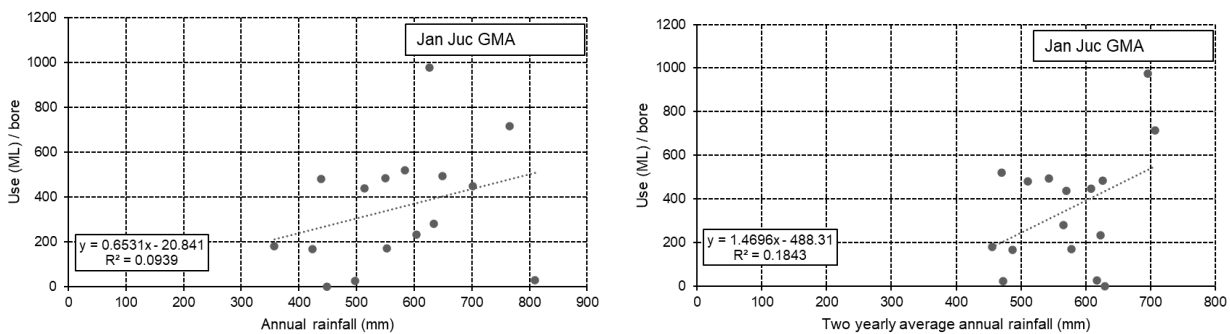 Jan Juc GMA
Use (ML) / bore
1200
1000
800
600
400
200
0
y = 0.6531x - 20.841
R² = 0.0939
0 100 200 300 400 500 600 700 800 900
Annual rainfall (mm)
Jan Juc GMA
Use (ML) / bore
1200
1000
800
600
400
200
0
y = 1.4696x - 488.31
R² = 0.1843
0 100 200 300 400 500 600 700 800
Two yearly average annual rainfall (mm)